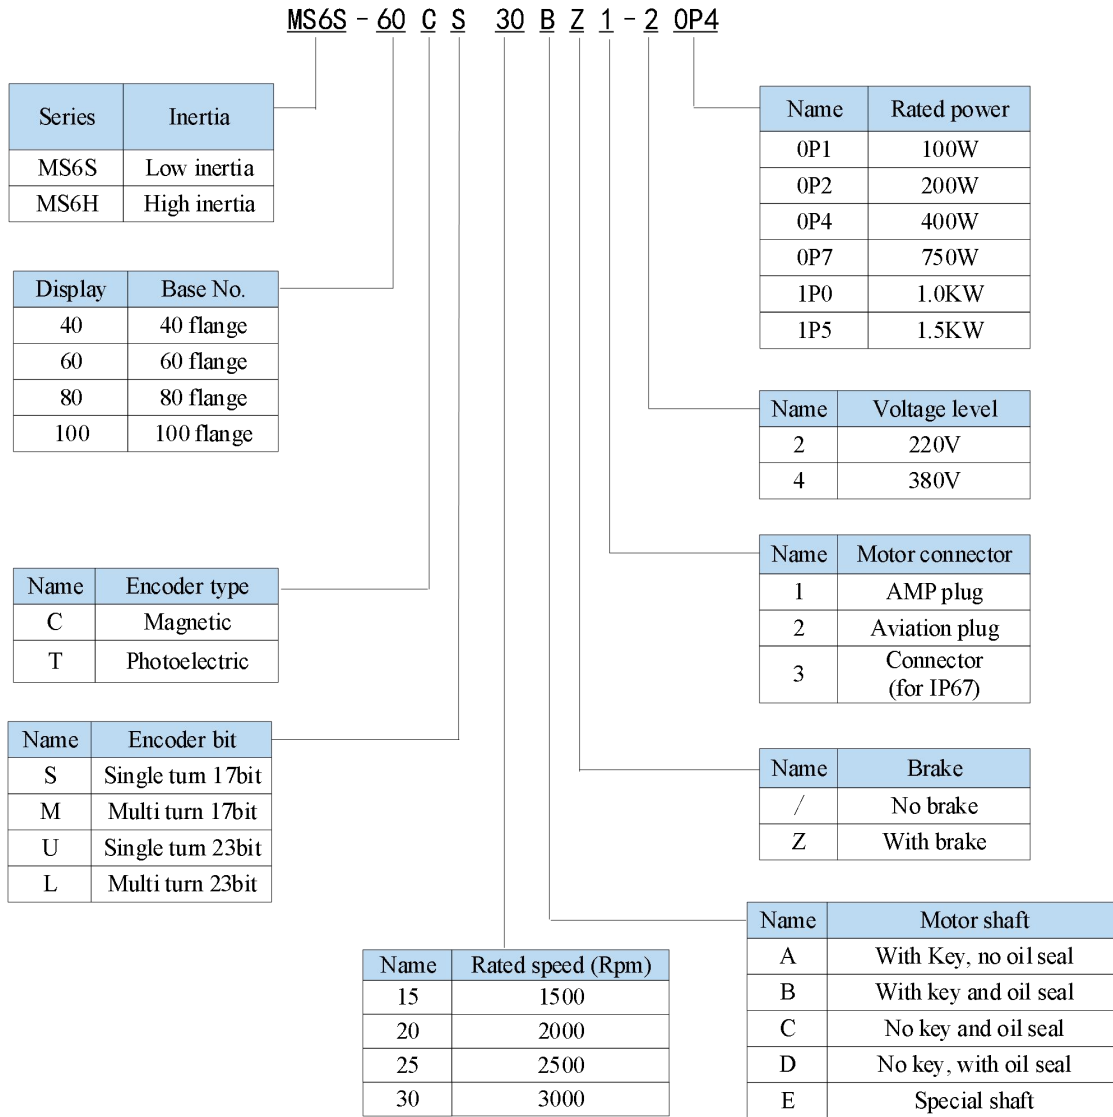 MS6S - 60 C S 30 B Z 1 - 2 0P4
Series Inertia
MS6S Low inertia
MS6H High inertia
Display Base No.
40 40 flange
60 60 flange
80 80 flange
100 100 flange
Name Encoder type
C Magnetic
T Photoelectric
Name Encoder bit
S Single turn 17bit
M Multi turn 17bit
U Single turn 23bit
L Multi turn 23bit
Name Rated speed (Rpm)
15 1500
20 2000
25 2500
30 3000
Name Rated power
0P1 100W
0P2 200W
0P4 400W
0P7 750W
1P0 1.0KW
1P5 1.5KW
Name Voltage level
2 220V
4 380V
Name Motor connector
1 AMP plug
2 Aviation plug
3 Connector
(for IP67)
Name Brake
/ No brake
Z With brake
Name Motor shaft
A With Key, no oil seal
B With key and oil seal
C No key and oil seal
D No key, with oil seal
E Special shaft